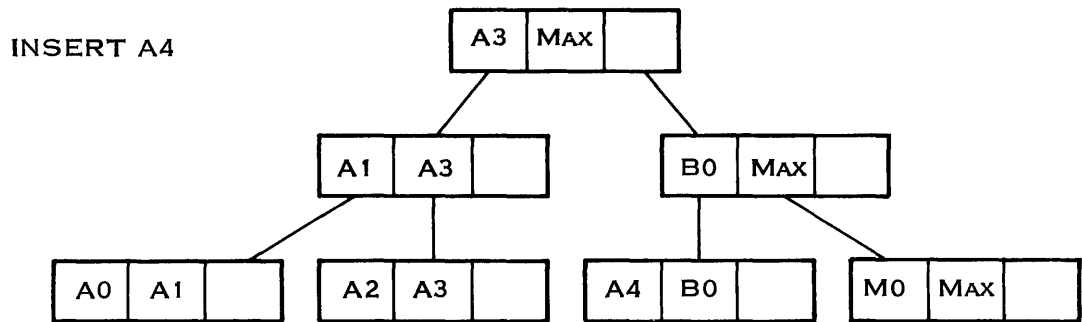 INSERT A4
A3 MAX
A1 A3
B0 MAX
A0 A1
A2 A3
A4 B0
M0 MAX